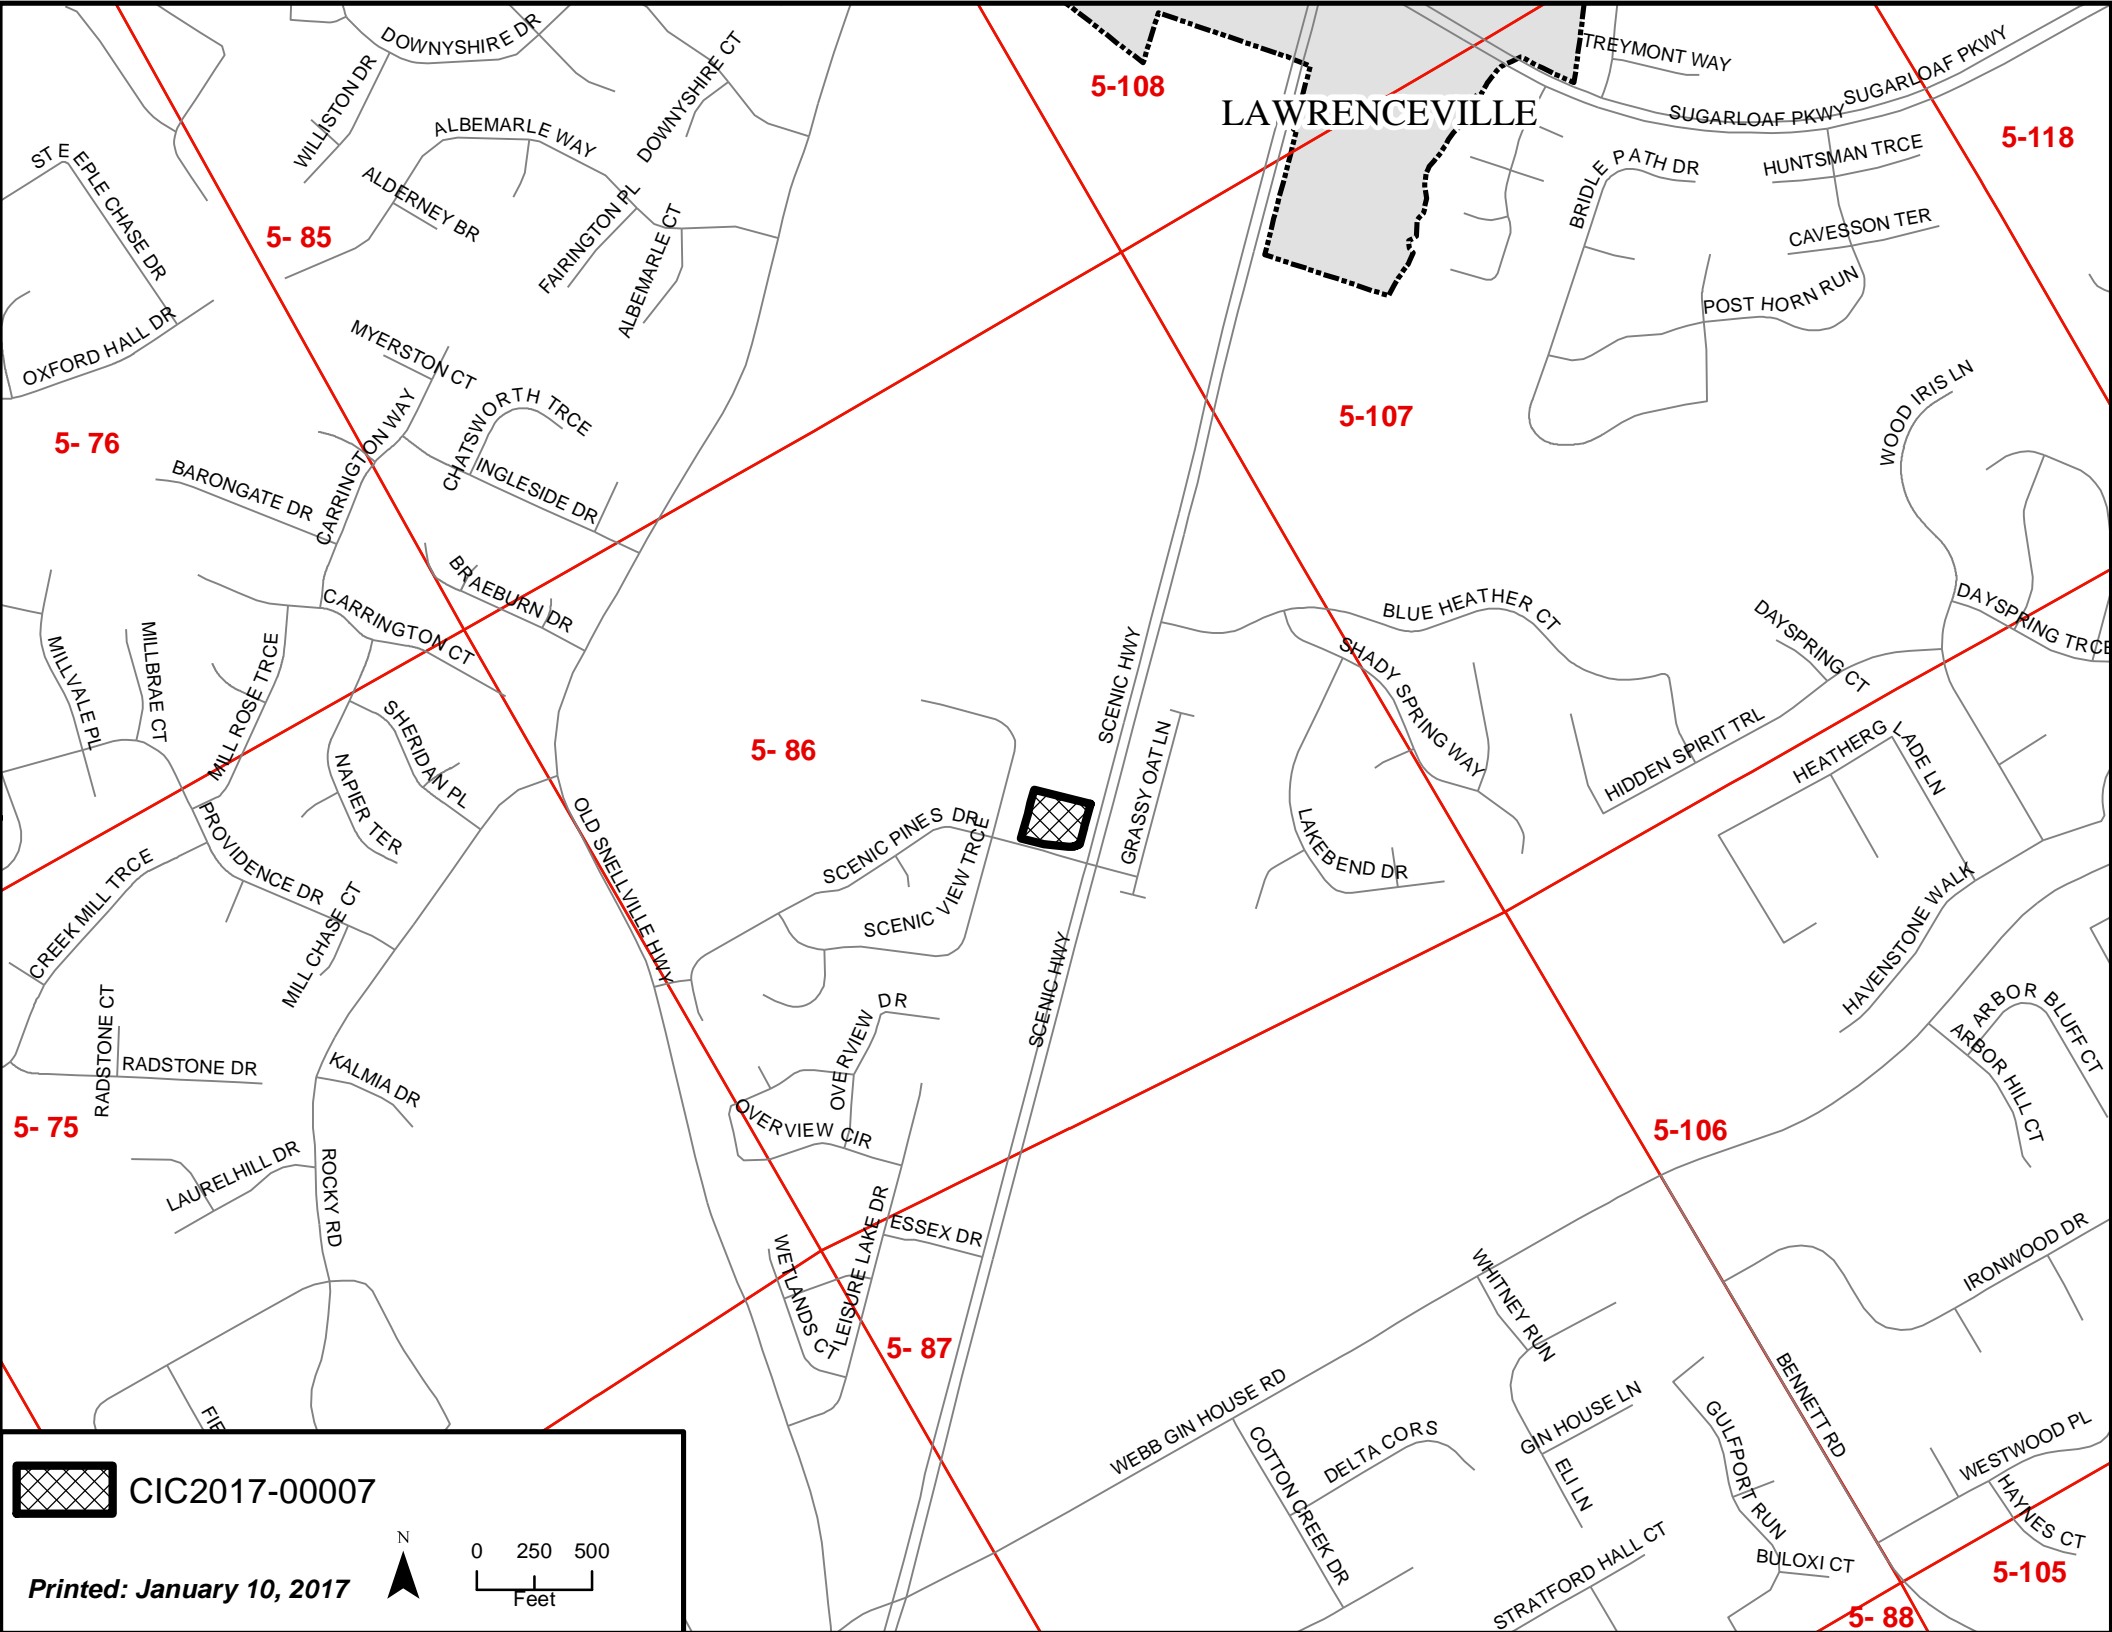 DOWNYSHIRE DR
DOWNYSHIRE CT
WILLISTON DR
5-108
TREYMONT WAY
SUGARLOAF PKWY
SUGARLOAF PKWY
LAWRENCEVILLE
5-118
ALBEMARLE WAY
STEEPLE CHASE DR
ALDERNEY BR
FAIRINGTON PL
ALBEMARLE CT
BRIDLE PATH DR
HUNTSMAN TRCE
CAVESSON TER
POST HORN RUN
5- 85
OXFORD HALL DR
MYERSTON CT
CHATSWORTH TRCE
CARRINGTON WAY
INGLESIDE DR
BARONGATE DR
5- 76
5-107
WOOD IRIS LN
BRAEBURN DR
CARRINGTON CT
MILLVALE PL
MILLBRAE CT
MILL ROSE TRCE
SHERIDAN PL
NAPIER TER
BLUE HEATHER CT
DAYSPRING CT
DAYSPRING TRCE
SHADY SPRING WAY
SCENIC HWY
GRASSY OAT LN
5- 86
HIDDEN SPIRIT TRL
HEATHERGLADE LN
PROVIDENCE DR
OLD SNELLVILLE HWY
SCENIC PINES DR
SCENIC VIEW TRCE
LAKEBEND DR
CREEK MILL TRCE
MILL CHASE CT
HAVENSTONE WALK
SCENIC HWY
OVERVIEW DR
RADSTONE CT
RADSTONE DR
KALMIA DR
ARBOR BLUFF CT
ARBOR HILL CT
OVERVIEW CIR
5- 75
5-106
LAURELHILL DR
ROCKY RD
LEISURE LAKE DR
ESSEX DR
WETLANDS CT
WHITNEY RUN
IRONWOOD DR
5- 87
BENNETT RD
WEBB GIN HOUSE RD
GIN HOUSE LN
GULFPORT RUN
DELTA CORS
COTTON CREEK DR
ELI LN
WESTWOOD PL
HAYNES CT
STRATFORD HALL CT
BULOXI CT
5-105
5- 88
CIC2017-00007
N
0 250 500
Feet
Printed: January 10, 2017